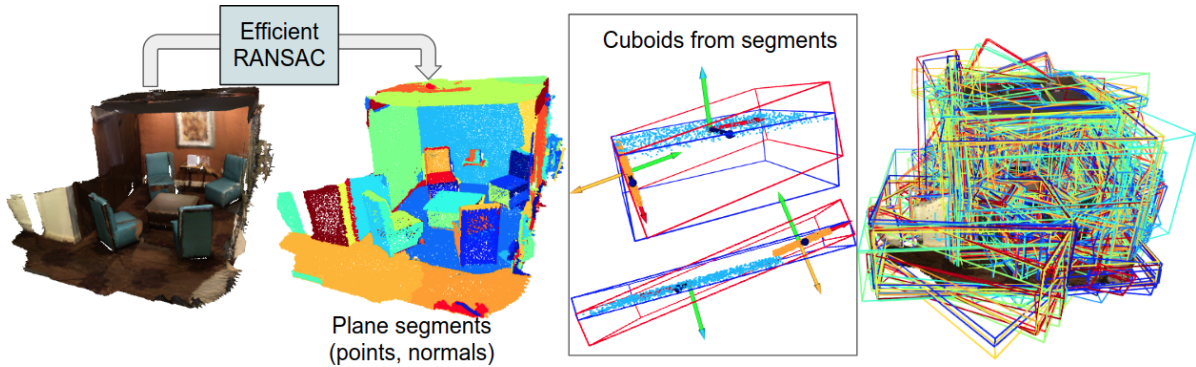 Efficient
RANSAC
Plane segments
(points, normals)
Cuboids from segments